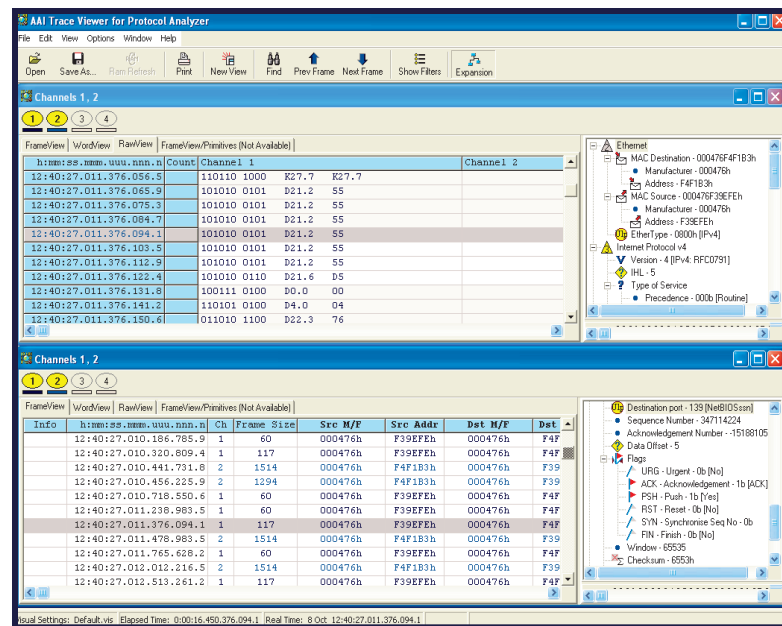 AAI Trace Viewer for Protocol Analyzer
File Edit View Options Window Help
Open Save As... Ram Refresh Print New View Find Prev Frame Next Frame Show Filters Expansion
Channels 1, 2
1 2 3 4
FrameView WordView RawView FrameView/Primitives (Not Available)
h:mm:ss.mmm.uuu.nnn.n Count Channel 1 Channel 2
12:40:27.011.376.056.5 110110 1000 K27.7 K27.7
12:40:27.011.376.065.9 101010 0101 D21.2 55
12:40:27.011.376.075.3 101010 0101 D21.2 55
12:40:27.011.376.084.7 101010 0101 D21.2 55
12:40:27.011.376.094.1 101010 0101 D21.2 55
12:40:27.011.376.103.5 101010 0101 D21.2 55
12:40:27.011.376.112.9 101010 0101 D21.2 55
12:40:27.011.376.122.4 101010 0110 D21.6 D5
12:40:27.011.376.131.8 100111 0100 D0.0 00
12:40:27.011.376.141.2 110101 0100 D4.0 04
12:40:27.011.376.150.6 011010 1100 D22.3 76
Ethernet
MAC Destination - 000476F4F1B3h
Manufacturer - 000476h
Address - F4F1B3h
MAC Source - 000476F39EFEh
Manufacturer - 000476h
Address - F39EFEh
EtherType - 0800h [IPv4]
Internet Protocol v4
Version - 4 [IPv4: RFC0791]
IHL - 5
Type of Service
Precedence - 000b [Routine]
Channels 1, 2
1 2 3 4
FrameView WordView RawView FrameView/Primitives (Not Available)
Info h:mm:ss.mmm.uuu.nnn.n Ch Frame Size Src M/F Src Addr Dst M/F Dst
12:40:27.010.186.785.9 1 60 000476h F39EFEh 000476h F4F
12:40:27.010.320.809.4 1 117 000476h F39EFEh 000476h F4F
12:40:27.010.441.731.8 2 1514 000476h F4F1B3h 000476h F39
12:40:27.010.456.225.9 2 1294 000476h F4F1B3h 000476h F39
12:40:27.010.718.550.6 1 60 000476h F39EFEh 000476h F4F
12:40:27.011.238.983.5 1 60 000476h F39EFEh 000476h F4F
12:40:27.011.376.094.1 1 117 000476h F39EFEh 000476h F4F
12:40:27.011.478.983.5 2 1514 000476h F4F1B3h 000476h F39
12:40:27.011.765.628.2 1 60 000476h F39EFEh 000476h F4F
12:40:27.012.012.216.5 2 1514 000476h F4F1B3h 000476h F39
12:40:27.012.513.261.2 1 117 000476h F39EFEh 000476h F4F
Destination port - 139 [NetBIOSssn]
Sequence Number - 347114224
Acknowledgement Number - -15188105
Data Offset - 5
Flags
URG - Urgent - 0b [No]
ACK - Acknowledgement - 1b [ACK]
PSH - Push - 1b [Yes]
RST - Reset - 0b [No]
SYN - Synchronise Seq No - 0b
FIN - Finish - 0b [No]
Window - 65535
Checksum - 6553h
Visual Settings: Default.vis Elapsed Time: 0:00:16.450.376.094.1 Real Time: 8 Oct 12:40:27.011.376.094.1